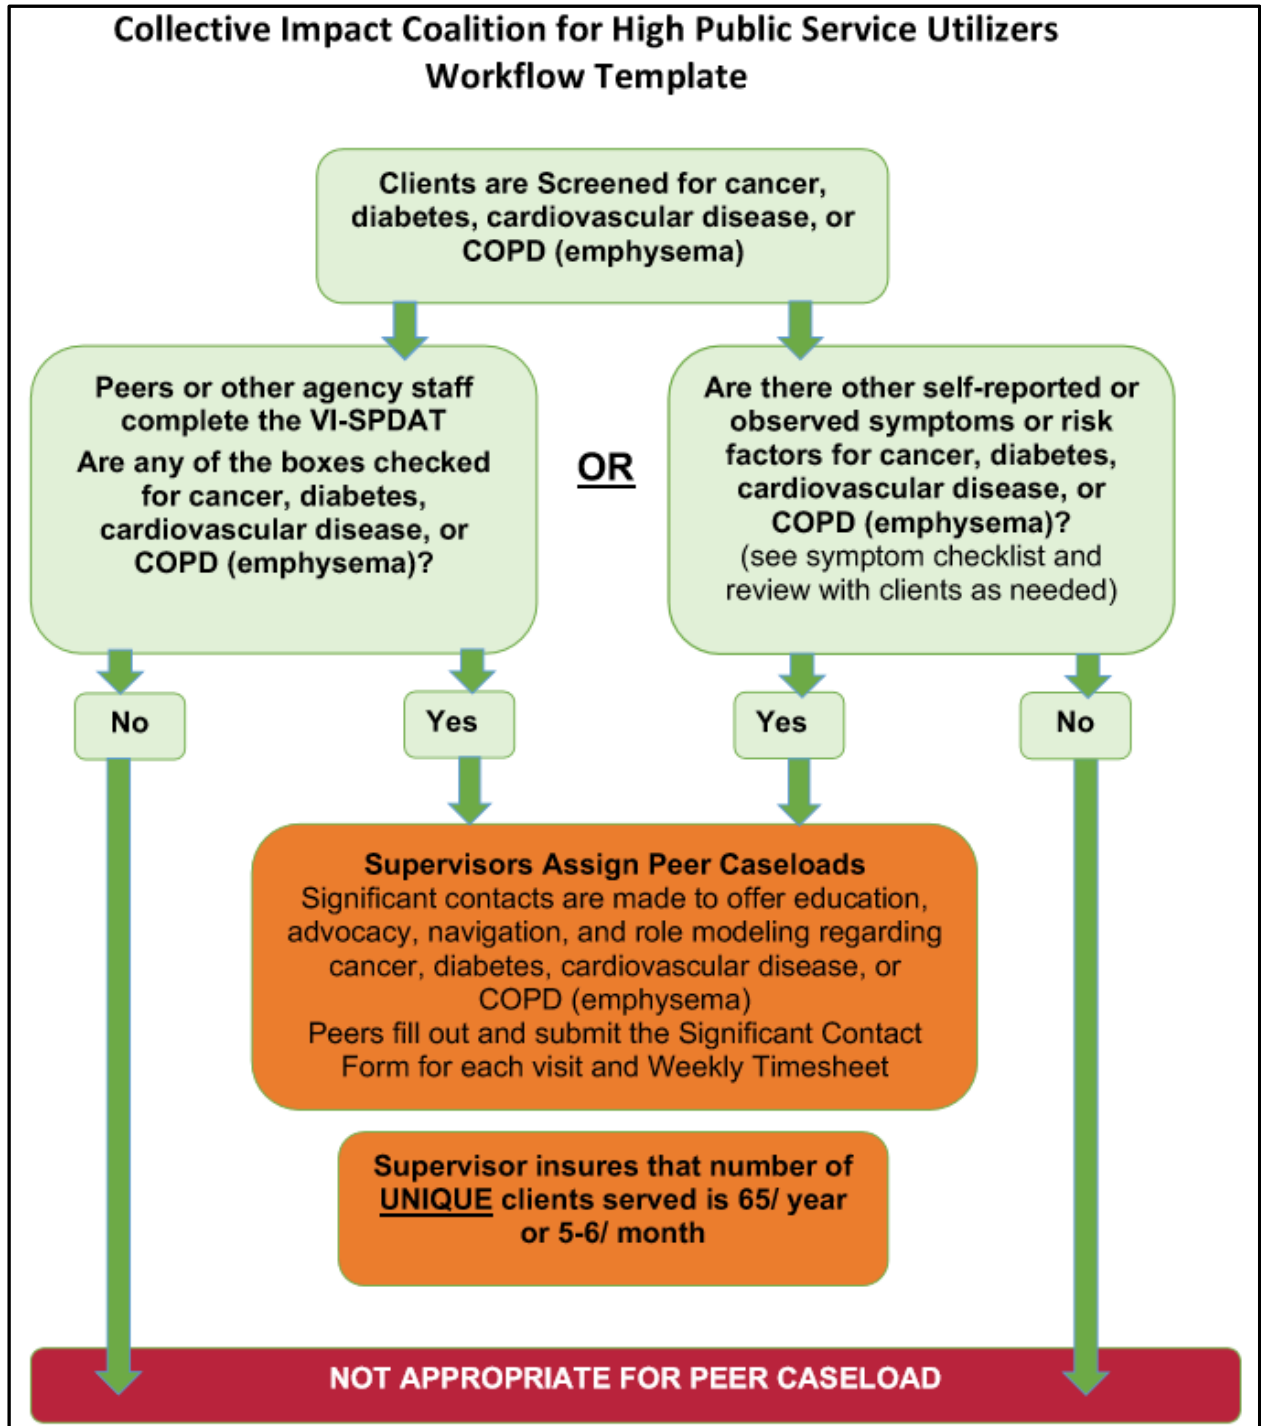 Collective Impact Coalition for High Public Service Utilizers
Workflow Template
Clients are Screened for cancer,
diabetes, cardiovascular disease, or
COPD (emphysema)
Peers or other agency staff
complete the VI-SPDAT
Are any of the boxes checked
for cancer, diabetes,
cardiovascular disease, or
COPD (emphysema)?
OR
Are there other self-reported or
observed symptoms or risk
factors for cancer, diabetes,
cardiovascular disease, or
COPD (emphysema)?
(see symptom checklist and
review with clients as needed)
No
Yes
Yes
No
Supervisors Assign Peer Caseloads
Significant contacts are made to offer education,
advocacy, navigation, and role modeling regarding
cancer, diabetes, cardiovascular disease, or
COPD (emphysema)
Peers fill out and submit the Significant Contact
Form for each visit and Weekly Timesheet
Supervisor insures that number of
UNIQUE clients served is 65/ year
or 5-6/ month
NOT APPROPRIATE FOR PEER CASELOAD